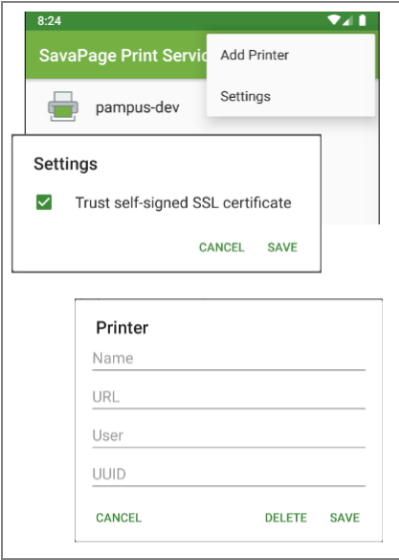 8:24
SavaPage Print Servic
Add Printer
Settings
pampus-dev
Settings
Trust self-signed SSL certificate
CANCEL SAVE
Printer
Name
URL
User
UUID
CANCEL DELETE SAVE